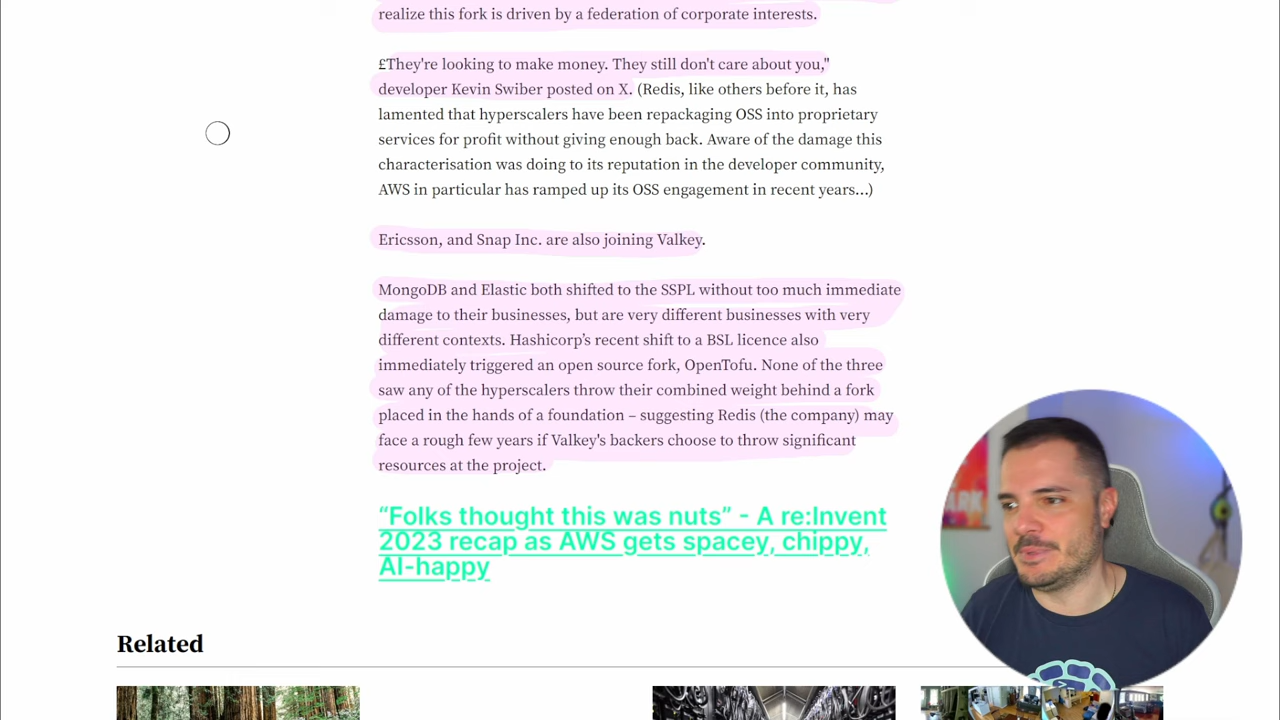 realize this fork is driven by a federation of corporate interests.
£They're looking to make money. They still don't care about you,"
developer Kevin Swiber posted on X. (Redis, like others before it, has
lamented that hyperscalers have been repackaging OSS into proprietary
services for profit without giving enough back. Aware of the damage this
characterisation was doing to its reputation in the developer community,
AWS in particular has ramped up its OSS engagement in recent years...)
Ericsson, and Snap Inc. are also joining Valkey.
MongoDB and Elastic both shifted to the SSPL without too much immediate
damage to their businesses, but are very different businesses with very
different contexts. Hashicorp’s recent shift to a BSL licence also
immediately triggered an open source fork, OpenTofu. None of the three
saw any of the hyperscalers throw their combined weight behind a fork
placed in the hands of a foundation – suggesting Redis (the company) may
face a rough few years if Valkey's backers choose to throw significant
resources at the project.
“Folks thought this was nuts” - A re:Invent
2023 recap as AWS gets spacey, chippy,
AI-happy
Related